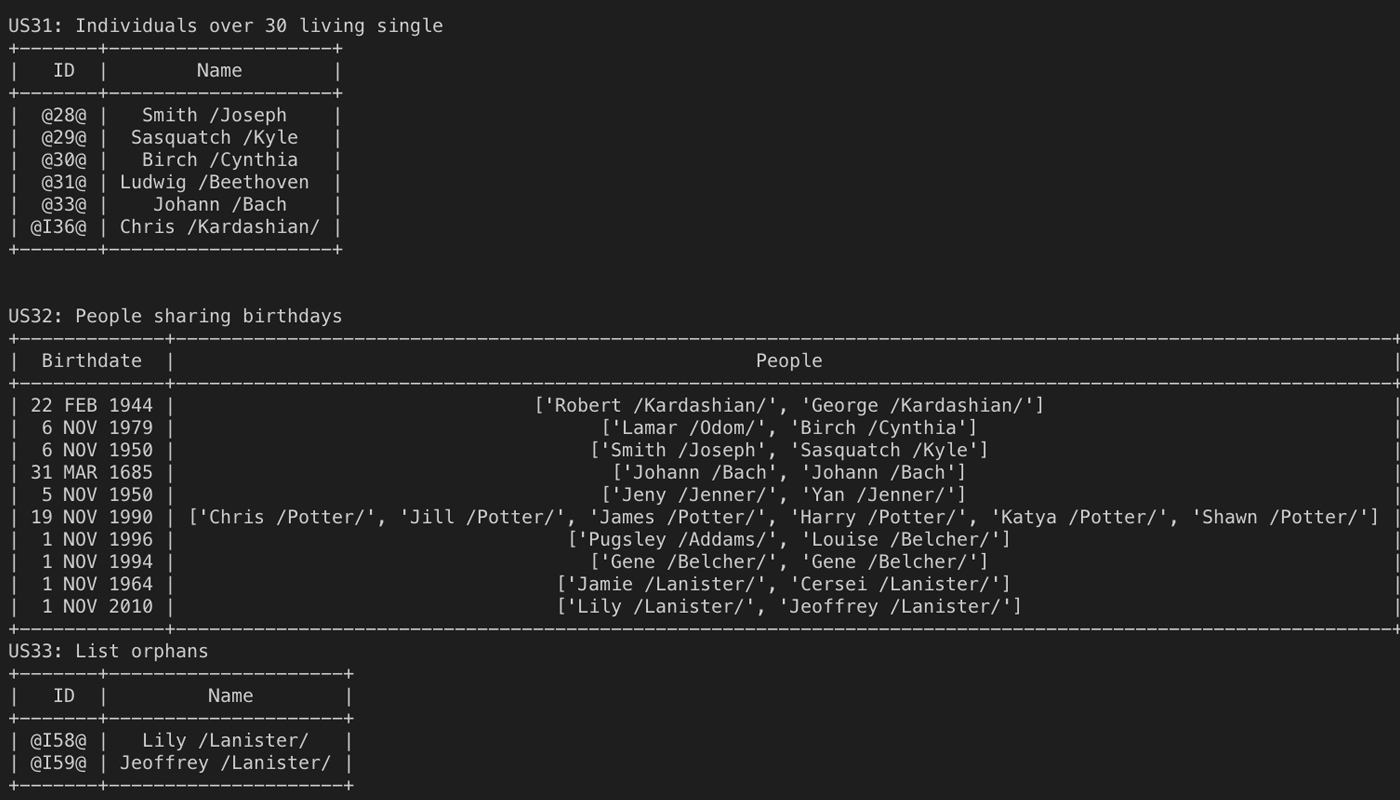 US31: Individuals over 30 living single
+-------+--------------------+
|   ID  |        Name        |
+-------+--------------------+
|  @28@ |   Smith /Joseph    |
|  @29@ |  Sasquatch /Kyle   |
|  @30@ |   Birch /Cynthia   |
|  @31@ | Ludwig /Beethoven  |
|  @33@ |    Johann /Bach    |
| @I36@ | Chris /Kardashian/ |
+-------+--------------------+
US32: People sharing birthdays
+-------------+--------------------------------------------------------------------------------------------------------------+
|  Birthdate  |                                                    People                                                    |
+-------------+--------------------------------------------------------------------------------------------------------------+
| 22 FEB 1944 |                                ['Robert /Kardashian/', 'George /Kardashian/']                                |
|  6 NOV 1979 |                                      ['Lamar /Odom/', 'Birch /Cynthia']                                      |
|  6 NOV 1950 |                                     ['Smith /Joseph', 'Sasquatch /Kyle']                                     |
| 31 MAR 1685 |                                       ['Johann /Bach', 'Johann /Bach']                                       |
|  5 NOV 1950 |                                      ['Jeny /Jenner/', 'Yan /Jenner/']                                       |
| 19 NOV 1990 | ['Chris /Potter/', 'Jill /Potter/', 'James /Potter/', 'Harry /Potter/', 'Katya /Potter/', 'Shawn /Potter/'] |
|  1 NOV 1996 |                                   ['Pugsley /Addams/', 'Louise /Belcher/']                                   |
|  1 NOV 1994 |                                     ['Gene /Belcher/', 'Gene /Belcher/']                                     |
|  1 NOV 1964 |                                  ['Jamie /Lanister/', 'Cersei /Lanister/']                                   |
|  1 NOV 2010 |                                  ['Lily /Lanister/', 'Jeoffrey /Lanister/']                                  |
+-------------+--------------------------------------------------------------------------------------------------------------+
US33: List orphans
+-------+---------------------+
|   ID  |         Name        |
+-------+---------------------+
| @I58@ |   Lily /Lanister/   |
| @I59@ | Jeoffrey /Lanister/ |
+-------+---------------------+